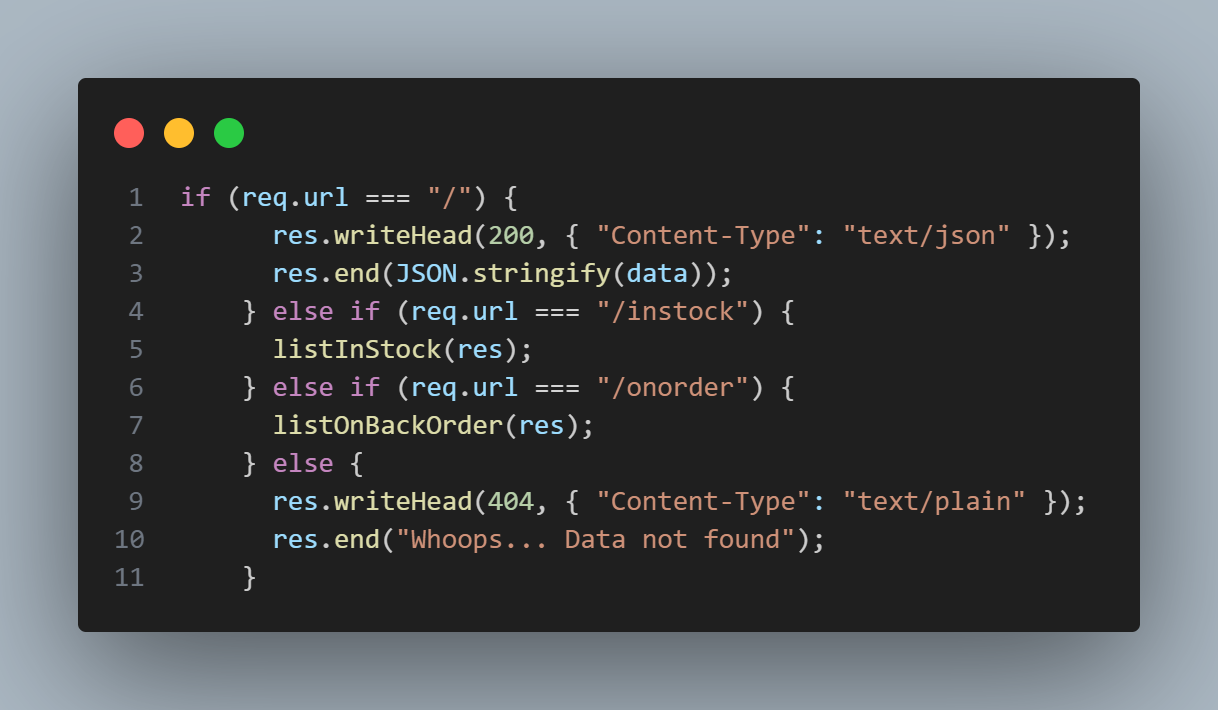 1 if (req.url === "/") {
2 res.writeHead(200, { "Content-Type": "text/json" });
3 res.end(JSON.stringify(data));
4 } else if (req.url === "/instock") {
5 listInStock(res);
6 } else if (req.url === "/onorder") {
7 listOnBackOrder(res);
8 } else {
9 res.writeHead(404, { "Content-Type": "text/plain" });
10 res.end("Whoops... Data not found");
11 }